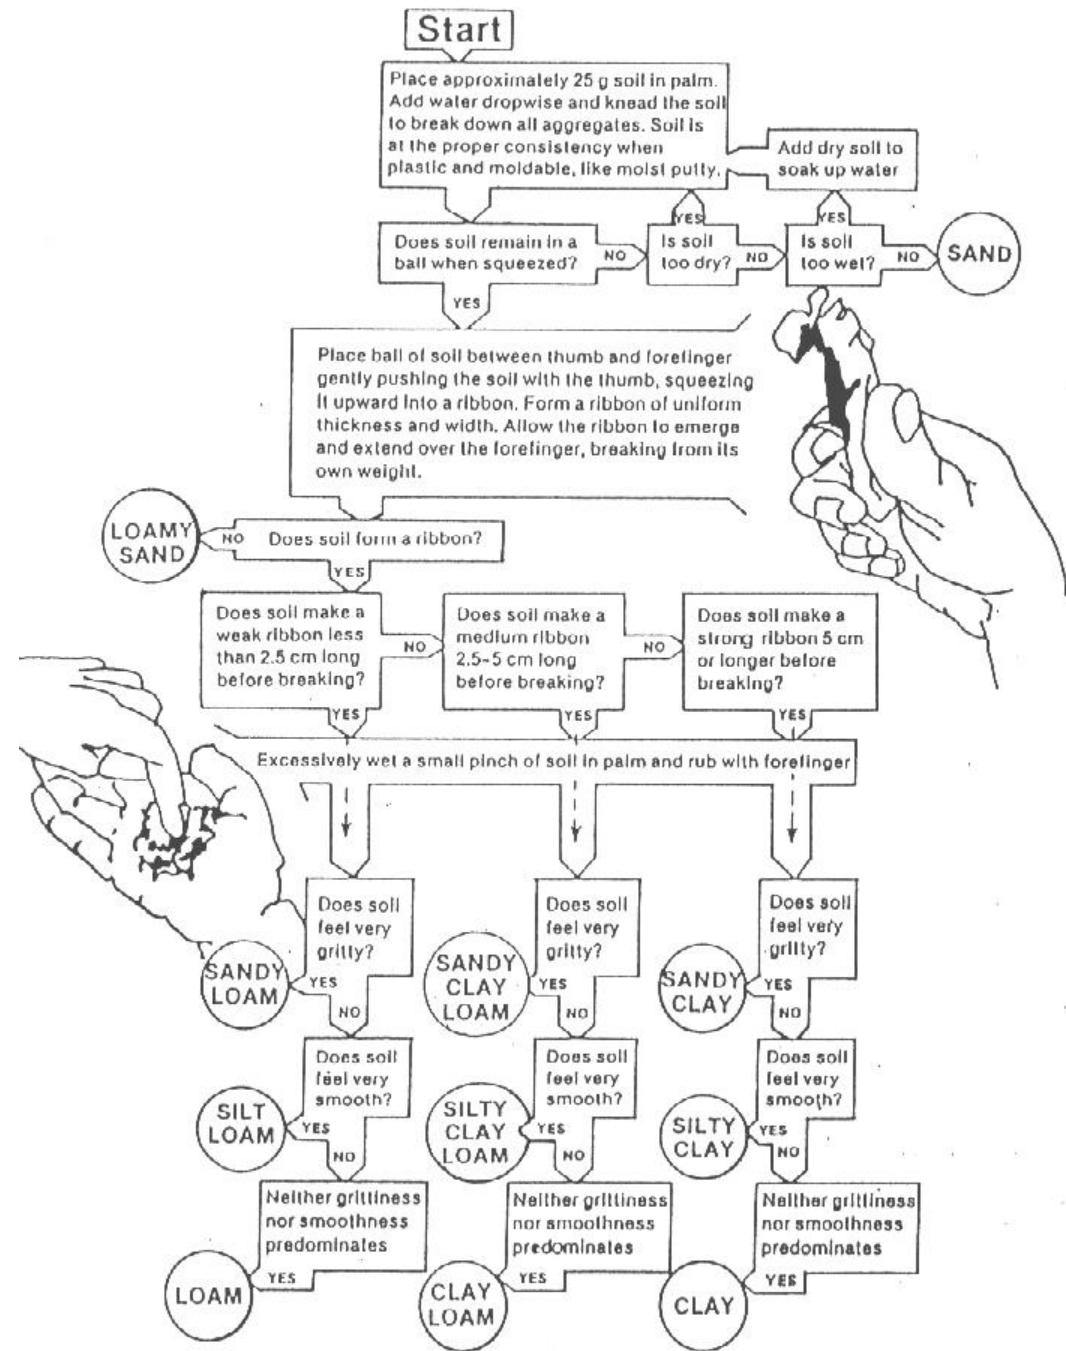 Start
Place approximately 25 g soil in palm.
Add water dropwise and knead the soil
to break down all aggregates. Soil is
at the proper consistency when
plastic and moldable, like moist putty.
Add dry soil to
soak up water
YES
YES
Does soil remain in a
ball when squeezed?
NO
Is soil
too dry?
NO
Is soil
too wet?
NO
SAND
YES
Place ball of soil between thumb and forefinger
gently pushing the soil with the thumb, squeezing
it upward into a ribbon. Form a ribbon of uniform
thickness and width. Allow the ribbon to emerge
and extend over the forefinger, breaking from its
own weight.
LOAMY
SAND
NO
Does soil form a ribbon?
YES
Does soil make a
weak ribbon less
than 2.5 cm long
before breaking?
NO
Does soil make a
medium ribbon
2.5-5 cm long
before breaking?
NO
Does soil make a
strong ribbon 5 cm
or longer before
breaking?
YES
YES
YES
Excessively wet a small pinch of soil in palm and rub with forefinger
Does soil
feel very
gritty?
SANDY
LOAM
YES
NO
Does soil
feel very
gritty?
SANDY
CLAY
LOAM
YES
NO
Does soil
feel very
gritty?
SANDY
CLAY
YES
NO
Does soil
feel very
smooth?
SILT
LOAM
YES
NO
Does soil
feel very
smooth?
SILTY
CLAY
LOAM
YES
NO
Does soil
feel very
smooth?
SILTY
CLAY
YES
NO
Neither grittiness
nor smoothness
predominates
LOAM
YES
Neither grittiness
nor smoothness
predominates
CLAY
LOAM
YES
Neither grittiness
nor smoothness
predominates
CLAY
YES